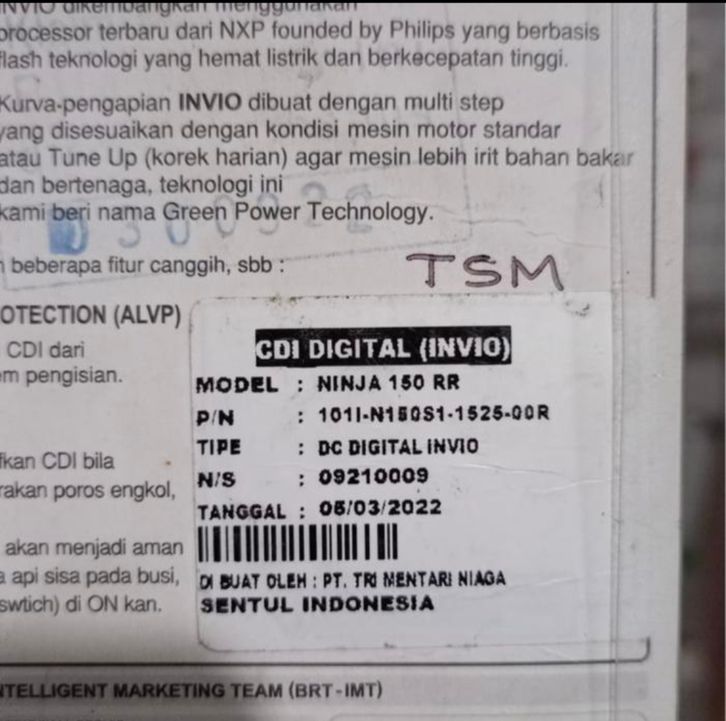 INVIO dikembangkan menggunakan
processor terbaru dari NXP founded by Philips yang berbasis
flash teknologi yang hemat listrik dan berkecepatan tinggi.
Kurva-pengapian INVIO dibuat dengan multi step
yang disesuaikan dengan kondisi mesin motor standar
atau Tune Up (korek harian) agar mesin lebih irit bahan bakar
dan bertenaga, teknologi ini
kami beri nama Green Power Technology.
beberapa fitur canggih, sbb :
TSM
OTECTION (ALVP)
CDI dari
em pengisian.
fkan CDI bila
rakan poros engkol,
akan menjadi aman
a api sisa pada busi,
swtich) di ON kan.
CDI DIGITAL (INVIO)
MODEL : NINJA 150 RR
P/N : 101I-N150S1-1525-00R
TIPE : DC DIGITAL INVIO
N/S : 09210009
TANGGAL : 05/03/2022
DI BUAT OLEH : PT. TRI MENTARI NIAGA
SENTUL INDONESIA
NTELLIGENT MARKETING TEAM (BRT-IMT)